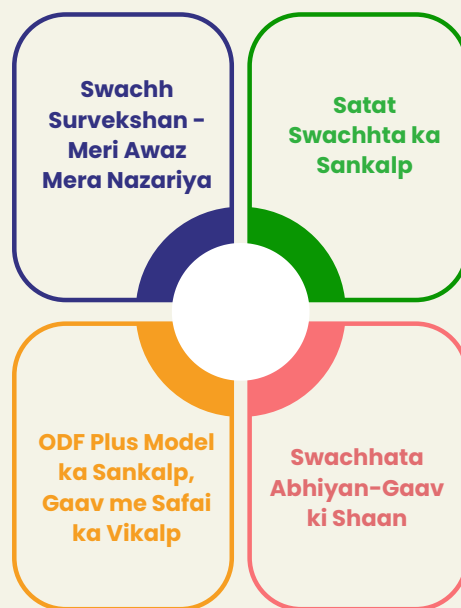 Swachh
Survekshan –
Meri Awaz
Mera Nazariya
Satat
Swachhta ka
Sankalp
ODF Plus Model
ka Sankalp,
Gaav me Safai
ka Vikalp
Swachhata
Abhiyan-Gaav
ki Shaan